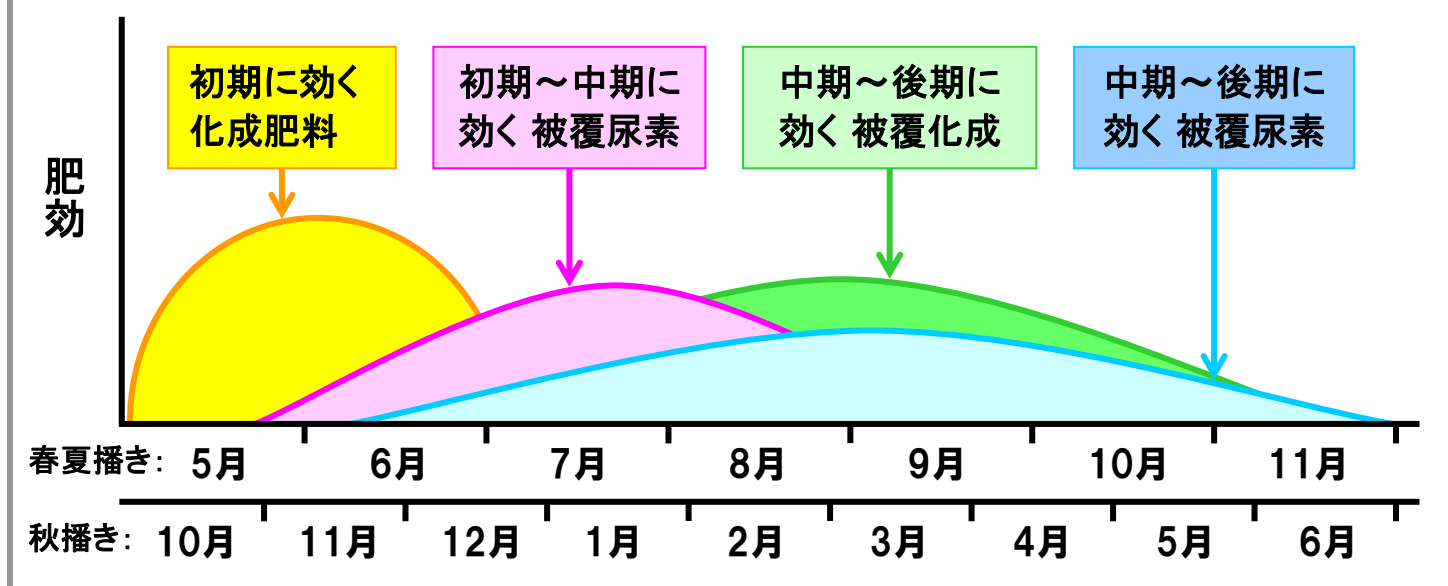 初期に効く
化成肥料
初期～中期に
効く 被覆尿素
中期～後期に
効く 被覆化成
中期～後期に
効く 被覆尿素
肥効
春夏播き: 5月 6月 7月 8月 9月 10月 11月
秋播き: 10月 11月 12月 1月 2月 3月 4月 5月 6月